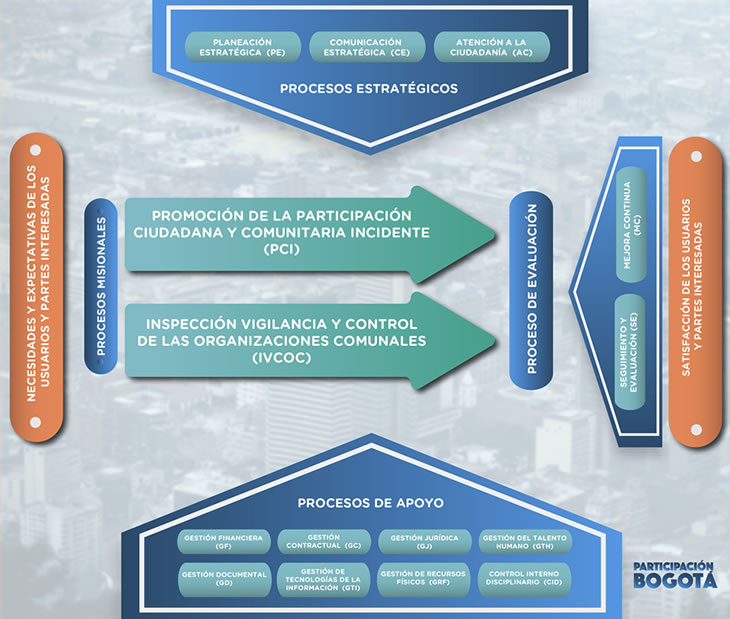 PLANEACIÓN
ESTRATÉGICA (PE)
COMUNICACIÓN
ESTRATÉGICA (CE)
ATENCIÓN A LA
CIUDADANÍA (AC)
PROCESOS ESTRATÉGICOS
NECESIDADES Y EXPECTATIVAS DE LOS
USUARIOS Y PARTES INTERESADAS
PROCESOS MISIONALES
PROMOCIÓN DE LA PARTICIPACIÓN
CIUDADANA Y COMUNITARIA INCIDENTE
(PCI)
INSPECCIÓN VIGILANCIA Y CONTROL
DE LAS ORGANIZACIONES COMUNALES
(IVCOC)
PROCESO DE EVALUACIÓN
MEJORA CONTINUA
(MC)
SEGUIMIENTO Y
EVALUACIÓN (SE)
SATISFACCIÓN DE LOS USUARIOS
Y PARTES INTERESADAS
PROCESOS DE APOYO
GESTIÓN FINANCIERA
(GF)
GESTIÓN
CONTRACTUAL (GC)
GESTIÓN JURÍDICA
(GJ)
GESTIÓN DEL TALENTO
HUMANO (GTH)
GESTIÓN DOCUMENTAL
(GD)
GESTIÓN DE
TECNOLOGÍAS DE LA
INFORMACIÓN (GTI)
GESTIÓN DE RECURSOS
FÍSICOS (GRF)
CONTROL INTERNO
DISCIPLINARIO (CID)
PARTICIPACIÓN
BOGOTÁ